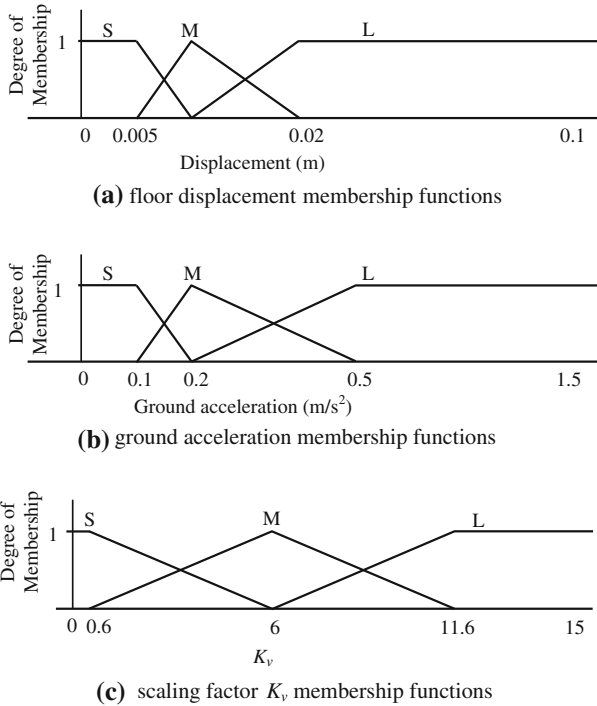 Degree of
Membership
1
S
M
L
0
0.005
0.02
0.1
Displacement (m)
(a) floor displacement membership functions
Degree of
Membership
1
S
M
L
0
0.1
0.2
0.5
1.5
Ground acceleration (m/s²)
(b) ground acceleration membership functions
Degree of
Membership
1
S
M
L
0
0.6
6
11.6
15
Kᵥ
(c) scaling factor Kᵥ membership functions